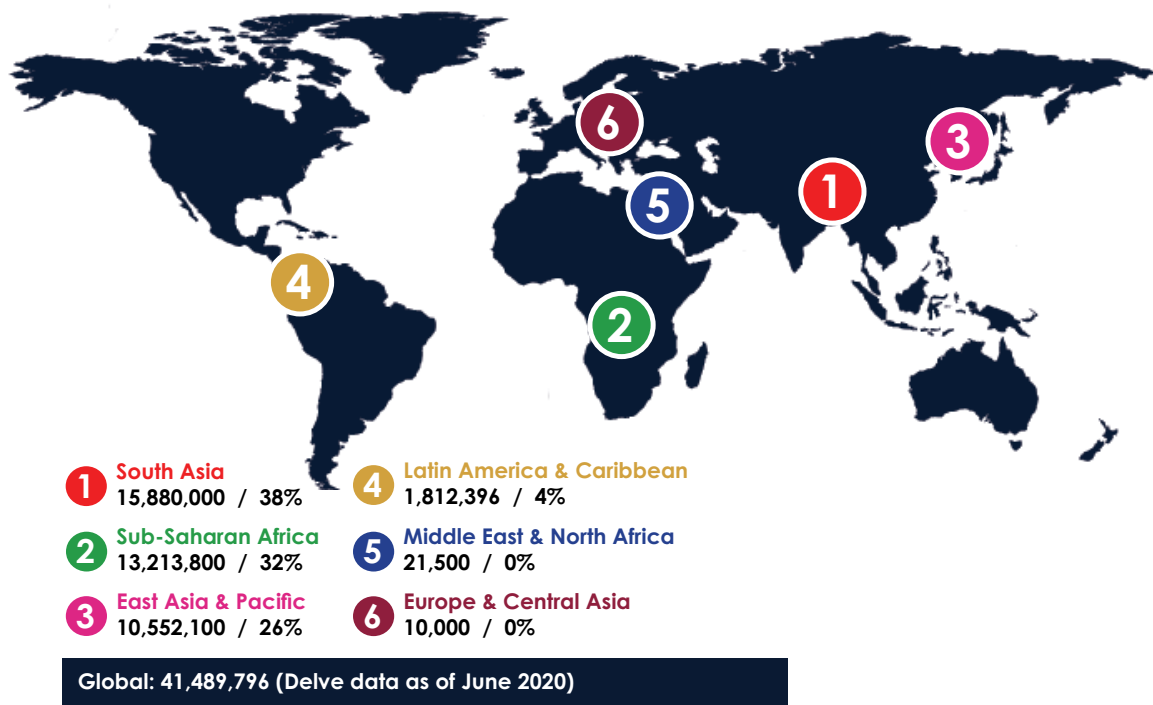 6
3
1
5
4
2
1 South Asia
15,880,000 / 38%
2 Sub-Saharan Africa
13,213,800 / 32%
3 East Asia & Pacific
10,552,100 / 26%
4 Latin America & Caribbean
1,812,396 / 4%
5 Middle East & North Africa
21,500 / 0%
6 Europe & Central Asia
10,000 / 0%
Global: 41,489,796 (Delve data as of June 2020)